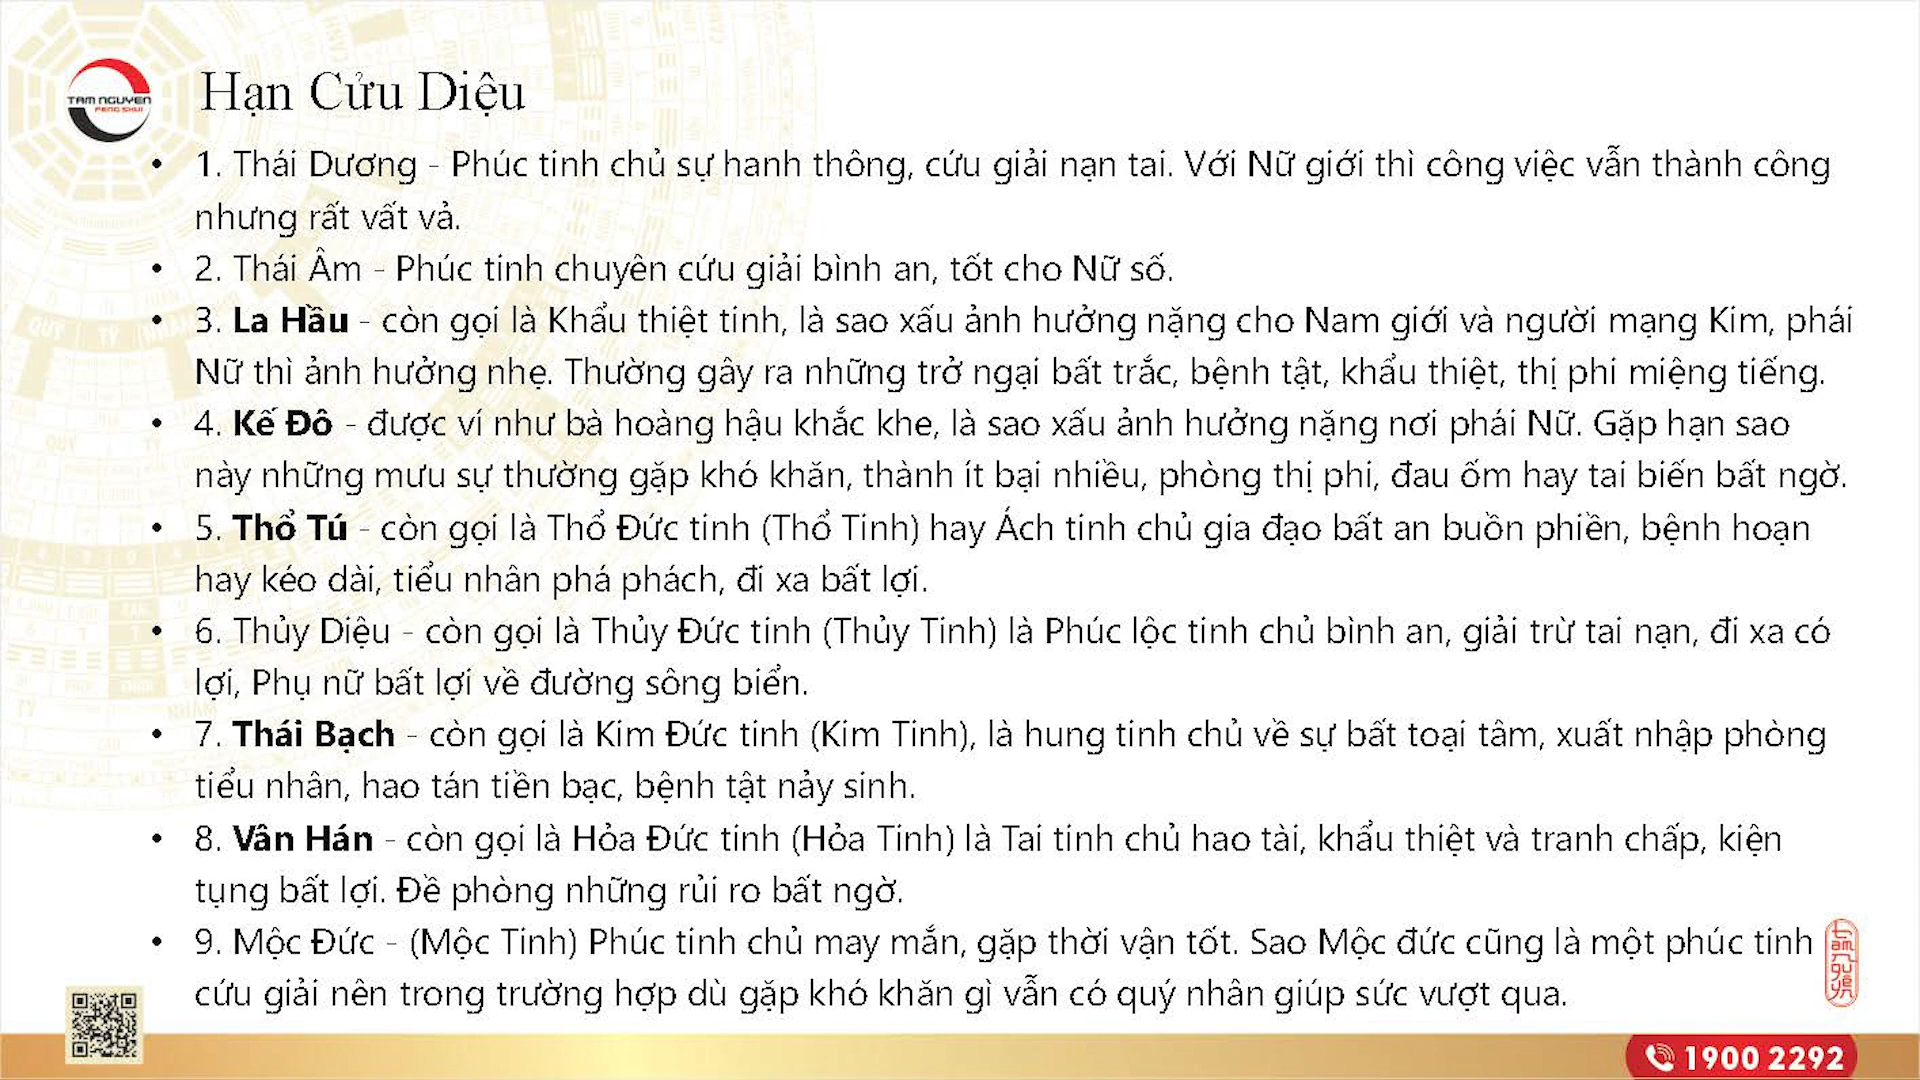 TAM NGUYEN
FENG SHUI
Hạn Cửu Diệu
• 1. Thái Dương - Phúc tinh chủ sự hanh thông, cứu giải nạn tai. Với Nữ giới thì công việc vẫn thành công
nhưng rất vất vả.
• 2. Thái Âm - Phúc tinh chuyên cứu giải bình an, tốt cho Nữ số.
• 3. La Hầu - còn gọi là Khẩu thiệt tinh, là sao xấu ảnh hưởng nặng cho Nam giới và người mạng Kim, phái
Nữ thì ảnh hưởng nhẹ. Thường gây ra những trở ngại bất trắc, bệnh tật, khẩu thiệt, thị phi miệng tiếng.
• 4. Kế Đô - được ví như bà hoàng hậu khắc khe, là sao xấu ảnh hưởng nặng nơi phái Nữ. Gặp hạn sao
này những mưu sự thường gặp khó khăn, thành ít bại nhiều, phòng thị phi, đau ốm hay tai biến bất ngờ.
• 5. Thổ Tú - còn gọi là Thổ Đức tinh (Thổ Tinh) hay Ách tinh chủ gia đạo bất an buồn phiền, bệnh hoạn
hay kéo dài, tiểu nhân phá phách, đi xa bất lợi.
• 6. Thủy Diệu - còn gọi là Thủy Đức tinh (Thủy Tinh) là Phúc lộc tinh chủ bình an, giải trừ tai nạn, đi xa có
lợi, Phụ nữ bất lợi về đường sông biển.
• 7. Thái Bạch - còn gọi là Kim Đức tinh (Kim Tinh), là hung tinh chủ về sự bất toại tâm, xuất nhập phòng
tiểu nhân, hao tán tiền bạc, bệnh tật nảy sinh.
• 8. Vân Hán - còn gọi là Hỏa Đức tinh (Hỏa Tinh) là Tai tinh chủ hao tài, khẩu thiệt và tranh chấp, kiện
tụng bất lợi. Đề phòng những rủi ro bất ngờ.
• 9. Mộc Đức - (Mộc Tinh) Phúc tinh chủ may mắn, gặp thời vận tốt. Sao Mộc đức cũng là một phúc tinh
cứu giải nên trong trường hợp dù gặp khó khăn gì vẫn có quý nhân giúp sức vượt qua.
tam nguyên
1900 2292